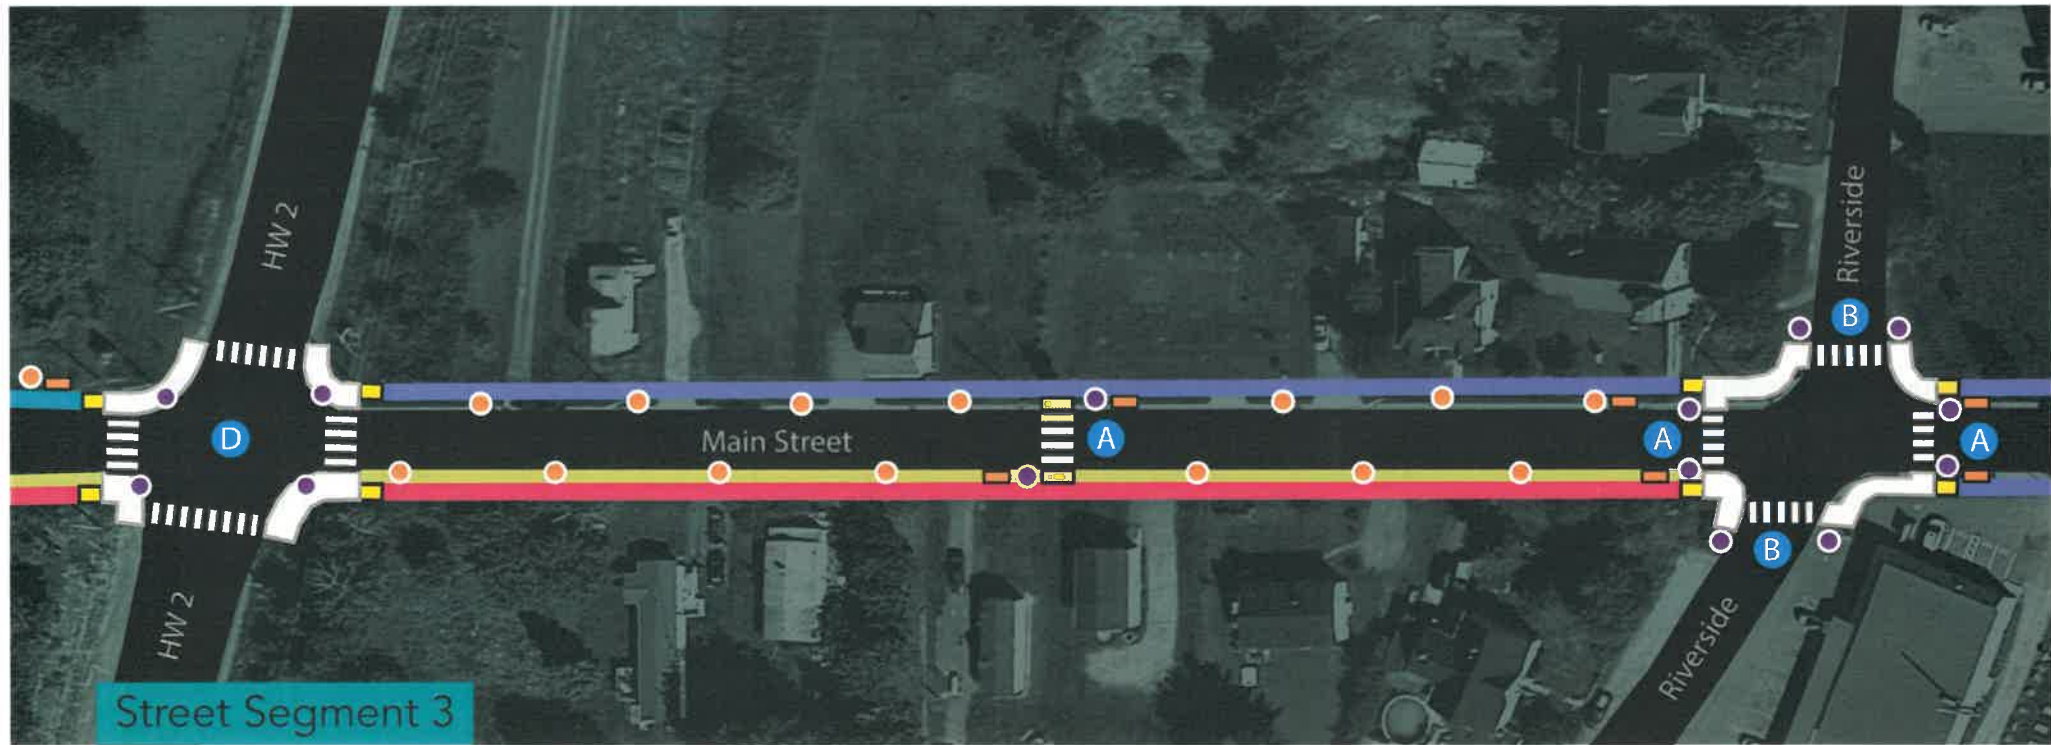 HW 2
Riverside
B
Main Street
D
A
A
A
B
HW 2
Riverside
Street Segment 3